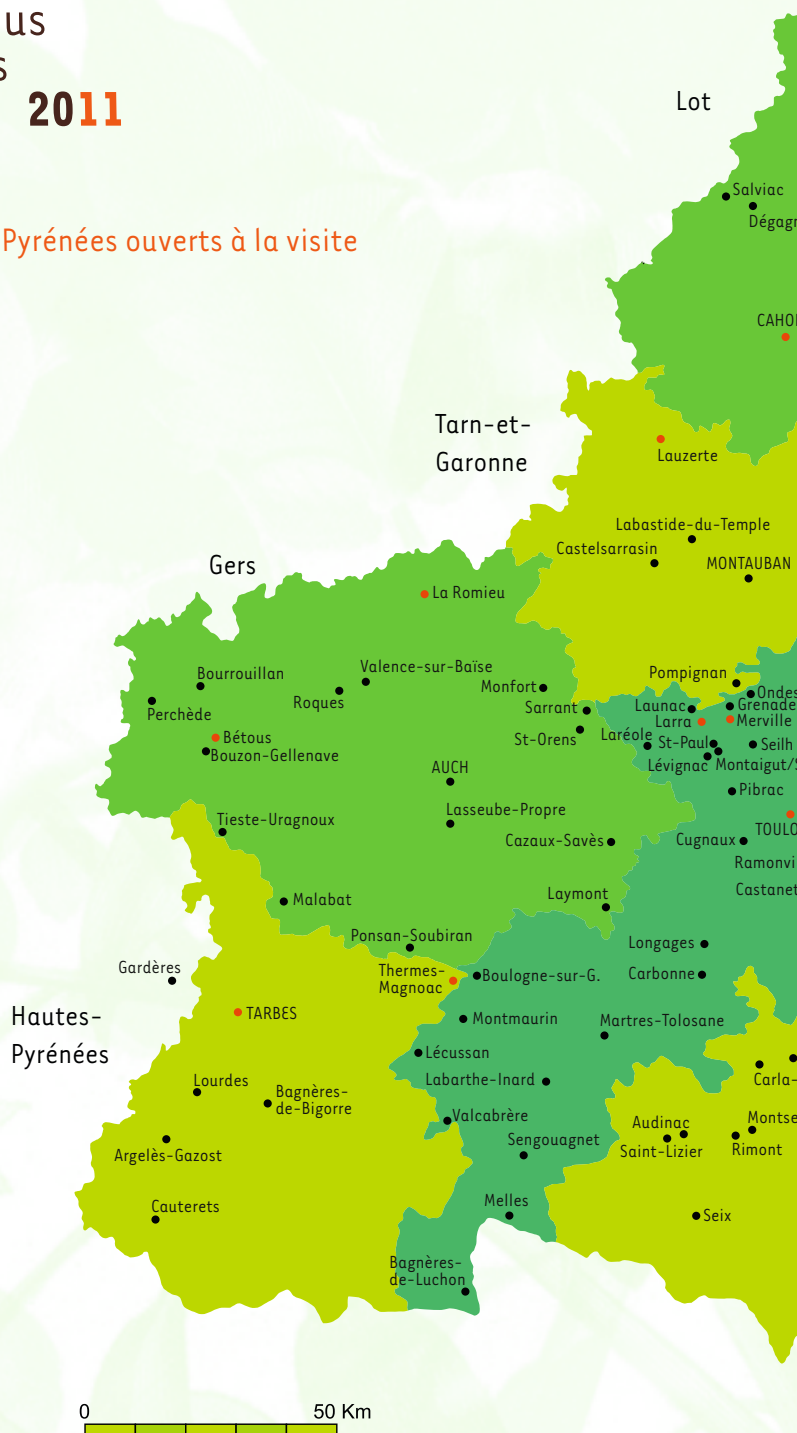 us
s
2011
Pyrénées ouverts à la visite
Lot
Salviac
Dégagn
CAHO
Tarn-et-
Garonne
Lauzerte
Labastide-du-Temple
Castelsarrasin
MONTAUBAN
Gers
La Romieu
Bourrouillan
Valence-sur-Baïse
Pompignan
Perchède
Roques
Monfort
Ondes
Sarrant
Launac
Grenade
Larra
Merville
Bétous
St-Orens
Laréole
St-Paul
Seilh
Bouzon-Gellenave
Lévignac
Montaigut/S
AUCH
Pibrac
Lasseube-Propre
Tieste-Uragnoux
TOULO
Cazaux-Savès
Cugnaux
Ramonvi
Castanet
Malabat
Laymont
Ponsan-Soubiran
Longages
Gardères
Thermes-
Magnoac
Boulogne-sur-G.
Carbonne
Hautes-
Pyrénées
TARBES
Montmaurin
Martres-Tolosane
Lécussan
Lourdes
Bagnères-
de-Bigorre
Labarthe-Inard
Carla-
Valcabrère
Audinac
Montse
Argelès-Gazost
Sengouagnet
Saint-Lizier
Rimont
Cauterets
Melles
Seix
Bagnères-
de-Luchon
0 50 Km